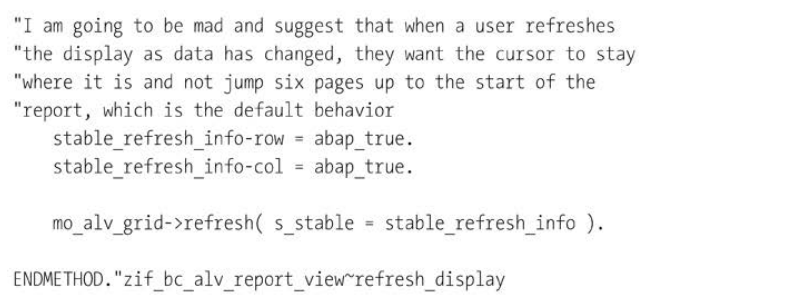 "I am going to be mad and suggest that when a user refreshes
"the display as data has changed, they want the cursor to stay
"where it is and not jump six pages up to the start of the
"report, which is the default behavior
    stable_refresh_info-row = abap_true.
    stable_refresh_info-col = abap_true.

    mo_alv_grid->refresh( s_stable = stable_refresh_info ).

ENDMETHOD."zif_bc_alv_report_view~refresh_display